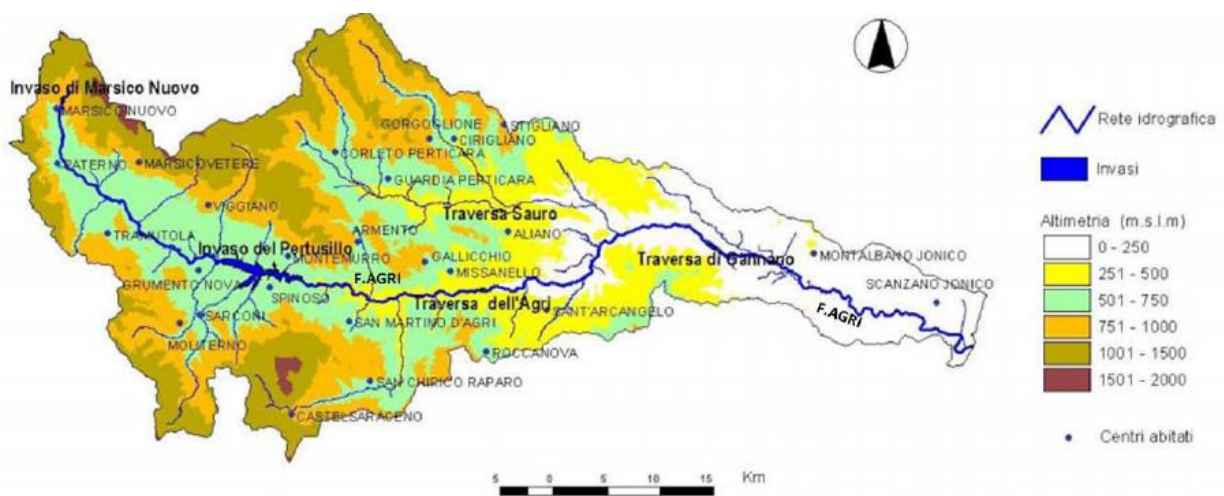 Invaso di Marsico Nuovo
MARSICO NUOVO
PATERNO
MARSICOVETERE
VIGGIANO
TRAMUTOLA
GORGOGLIONE
STIGLIANO
CIRIGLIANO
CORLETO PERTICARA
GUARDIA PERTICARA
Traversa Sauro
ALIANO
ARMENTO
Invaso del Pertusillo
MONTEMURRO
GALLICCHIO
MISSANELLO
F.AGRI
GRUMENTO NOVA
SPINOSO
Traversa dell'Agri
SANT'ARCANGELO
SARCONI
SAN MARTINO D'AGRI
MOLITERNO
ROCCANOVA
SAN CHIRICO RAPARO
CASTELSARACENO
Traversa di Gannano
MONTALBANO JONICO
SCANZANO JONICO
F.AGRI
Rete idrografica
Invasi
Altimetria (m.s.l.m)
0 - 250
251 - 500
501 - 750
751 - 1000
1001 - 1500
1501 - 2000
Centri abitati
5 0 5 10 15 Km